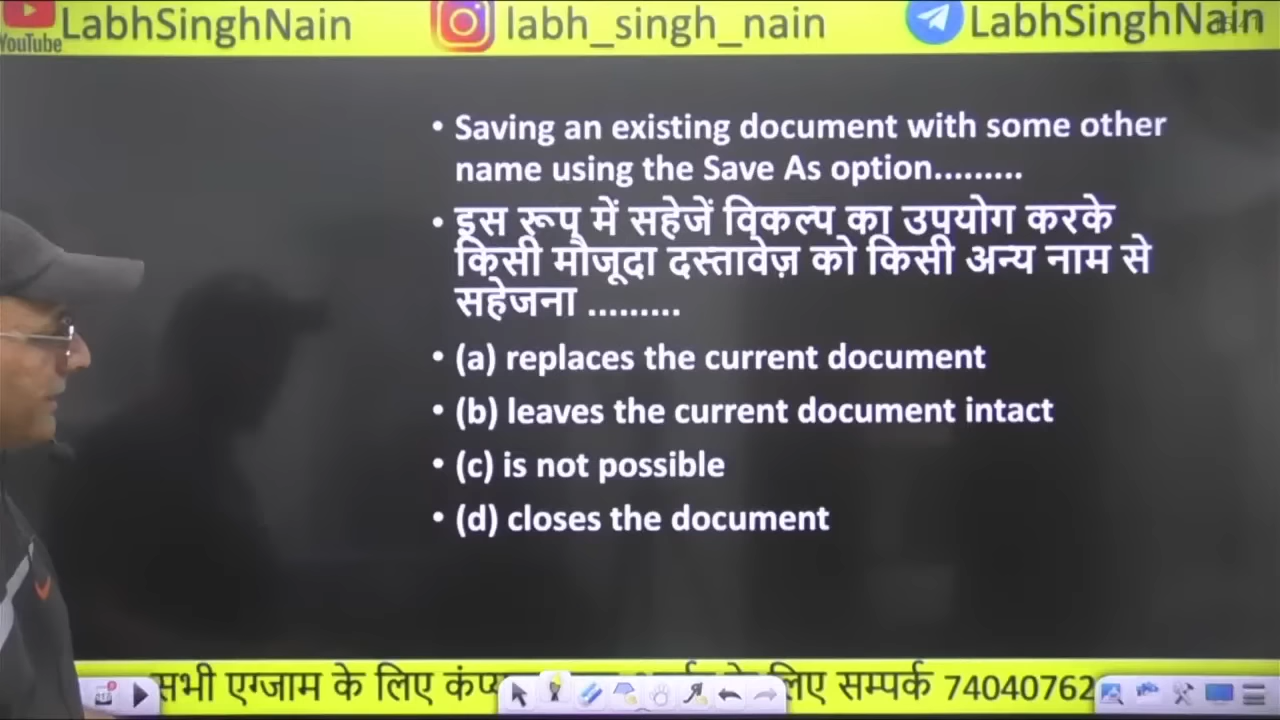 YouTube LabhSinghNain labh_singh_nain LabhSinghNain
• Saving an existing document with some other
name using the Save As option.........
• इस रूप में सहेजें विकल्प का उपयोग करके
किसी मौजूदा दस्तावेज़ को किसी अन्य नाम से
सहेजना .........
• (a) replaces the current document
• (b) leaves the current document intact
• (c) is not possible
• (d) closes the document
सभी एग्जाम के लिए लिए सम्पर्क 74040762